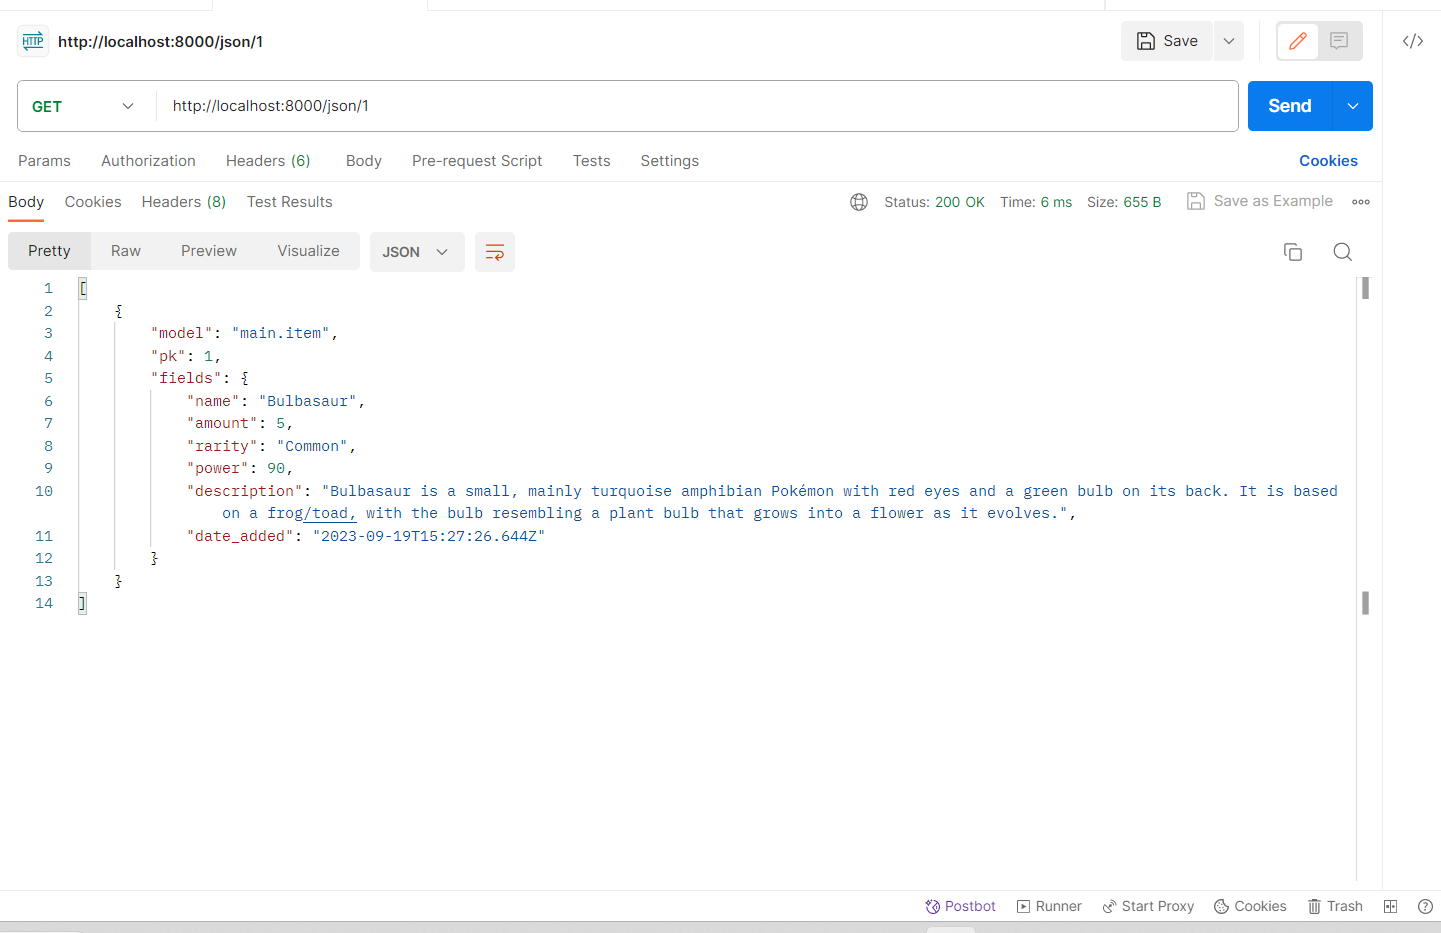 HTTP http://localhost:8000/json/1
Save
GET http://localhost:8000/json/1
Send
Params Authorization Headers (6) Body Pre-request Script Tests Settings Cookies
Body Cookies Headers (8) Test Results Status: 200 OK Time: 6 ms Size: 655 B Save as Example
Pretty Raw Preview Visualize JSON
1 [
2 {
3 "model": "main.item",
4 "pk": 1,
5 "fields": {
6 "name": "Bulbasaur",
7 "amount": 5,
8 "rarity": "Common",
9 "power": 90,
10 "description": "Bulbasaur is a small, mainly turquoise amphibian Pokémon with red eyes and a green bulb on its back. It is based
on a frog/toad, with the bulb resembling a plant bulb that grows into a flower as it evolves.",
11 "date_added": "2023-09-19T15:27:26.644Z"
12 }
13 }
14 ]
Postbot Runner Start Proxy Cookies Trash